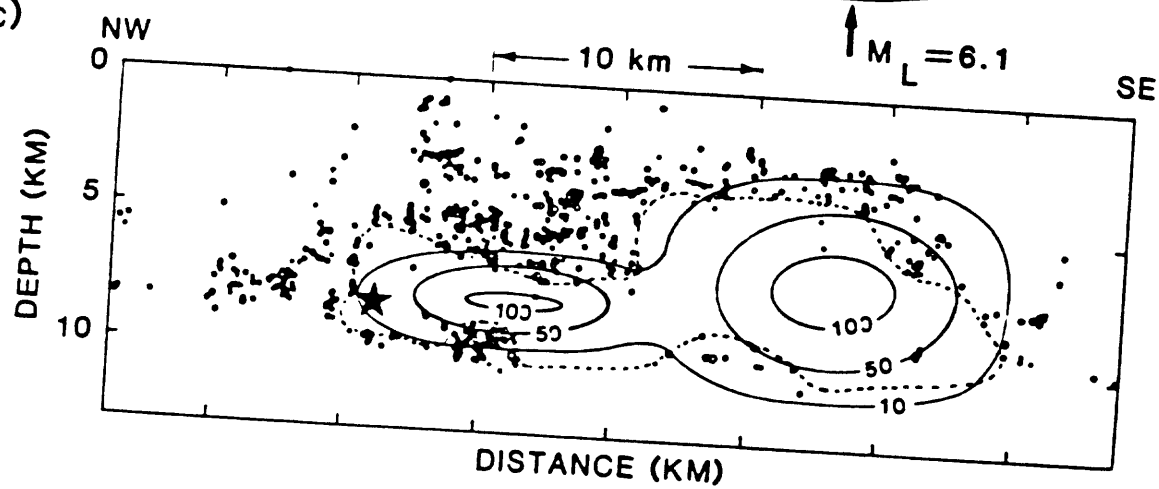 c)
NW
0
10 km
M L = 6.1
SE
5
10
DEPTH (KM)
100
50
100
50
10
DISTANCE (KM)